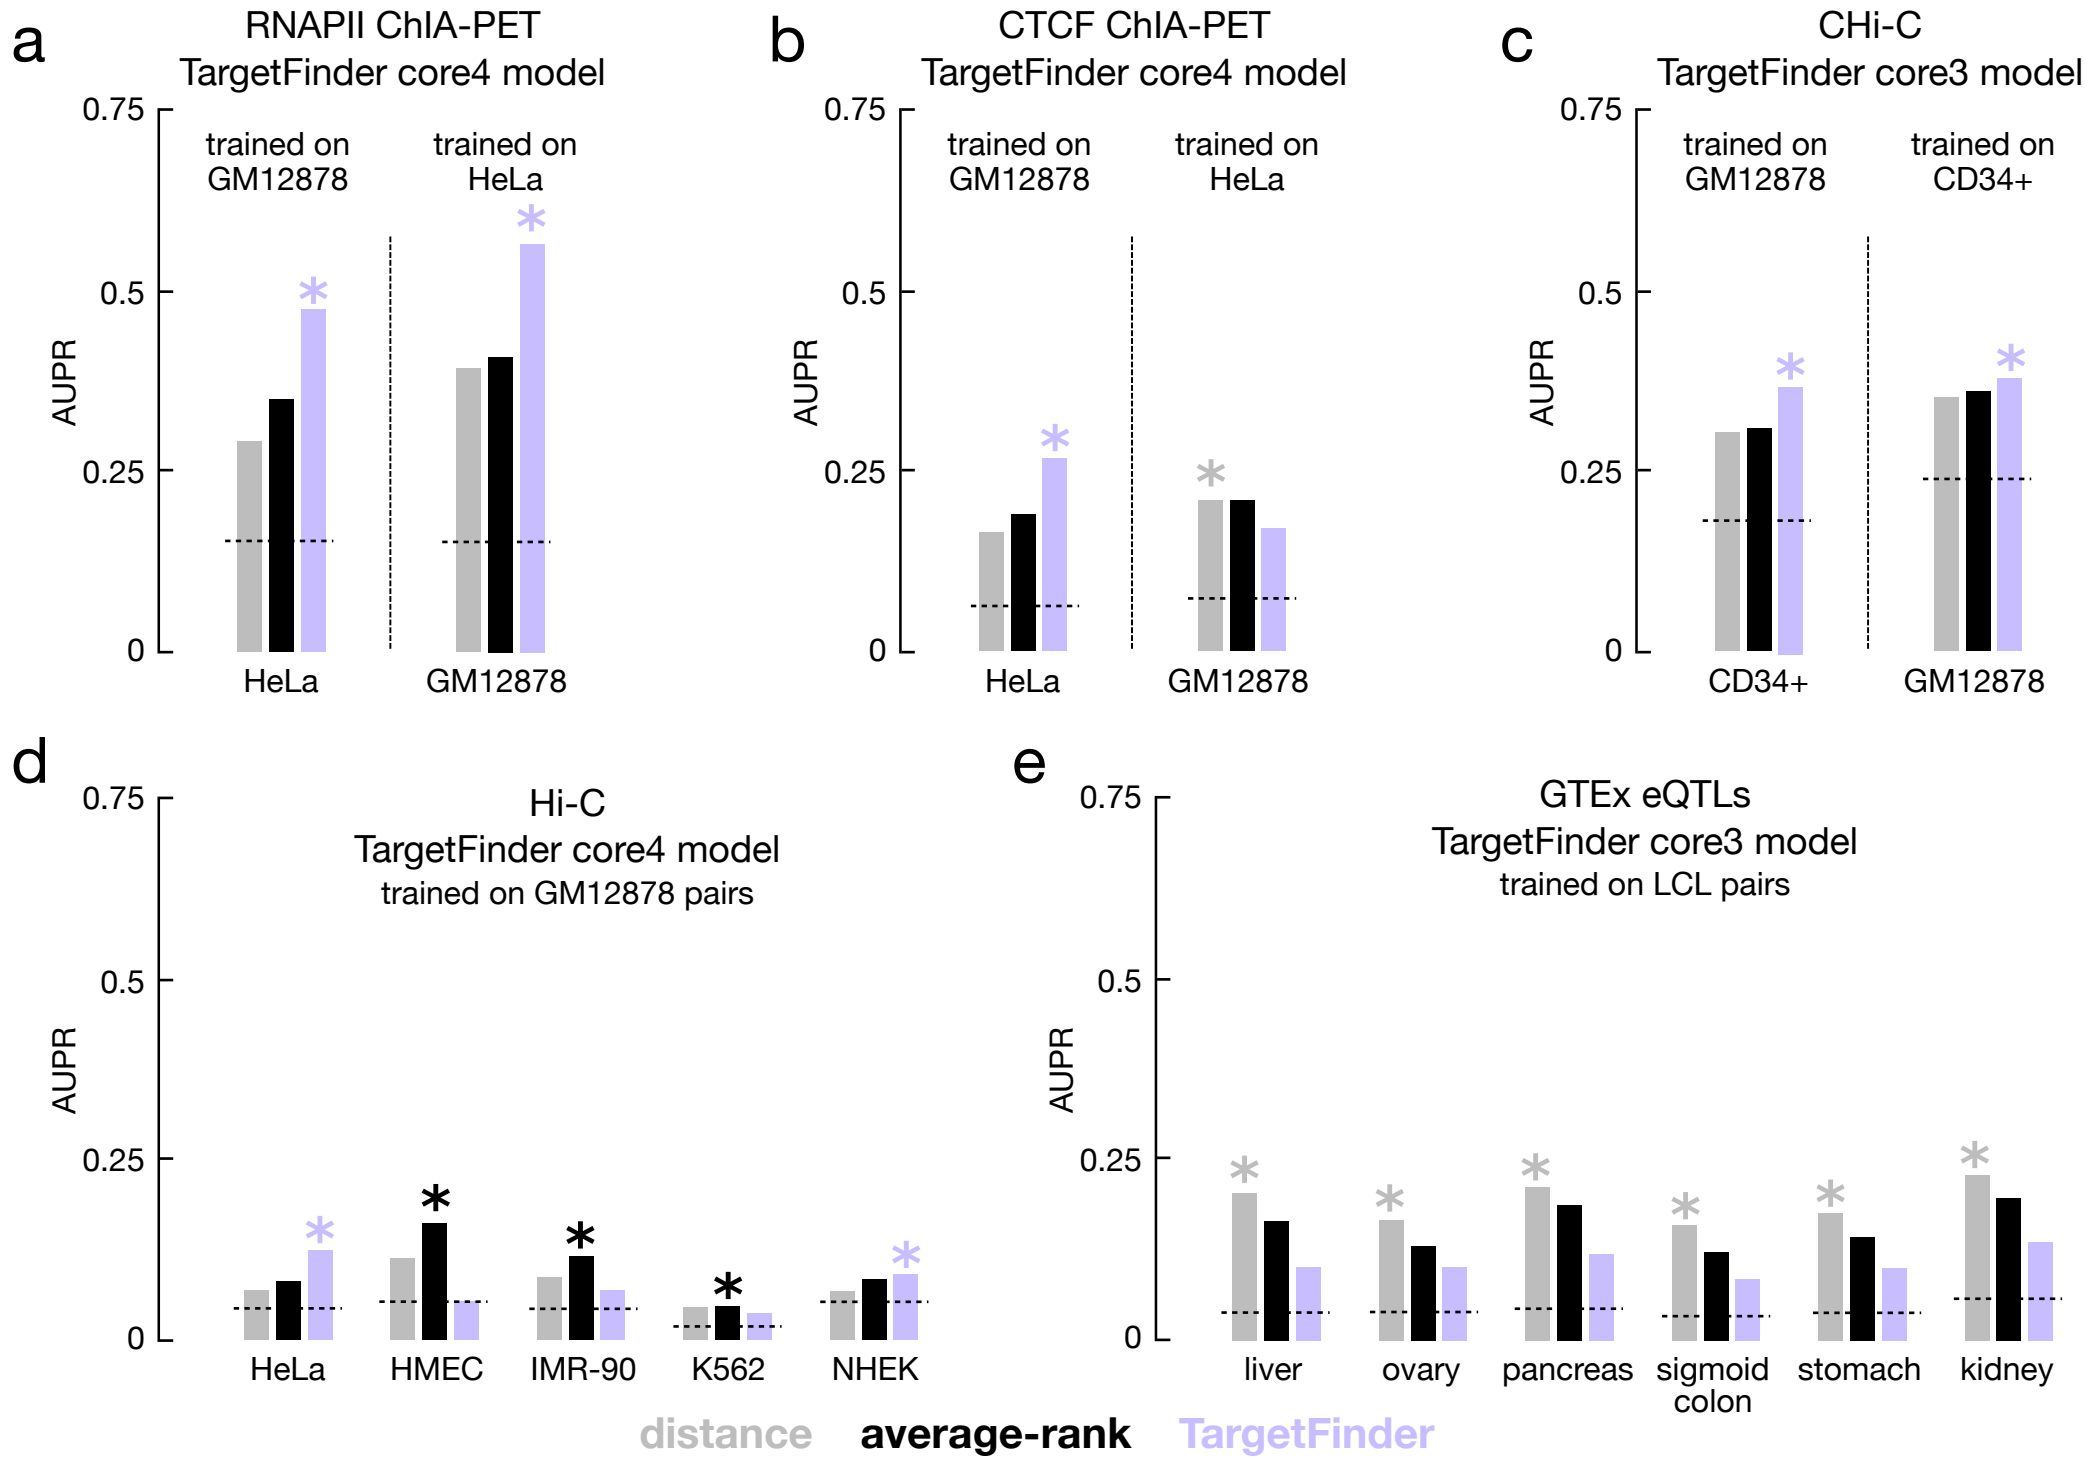 a
RNAPII ChIA-PET
TargetFinder core4 model
0.75
0.5
0.25
0
AUPR
trained on
GM12878
trained on
HeLa
*
*
HeLa
GM12878
b
CTCF ChIA-PET
TargetFinder core4 model
0.75
0.5
0.25
0
AUPR
trained on
GM12878
trained on
HeLa
*
*
HeLa
GM12878
c
CHi-C
TargetFinder core3 model
0.75
0.5
0.25
0
AUPR
trained on
GM12878
trained on
CD34+
*
*
CD34+
GM12878
d
Hi-C
TargetFinder core4 model
trained on GM12878 pairs
0.75
0.5
0.25
0
AUPR
* * * * *
HeLa HMEC IMR-90 K562 NHEK
e
GTEx eQTLs
TargetFinder core3 model
trained on LCL pairs
0.75
0.5
0.25
0
AUPR
* * * * * *
liver ovary pancreas sigmoid stomach kidney
colon
distance average-rank TargetFinder